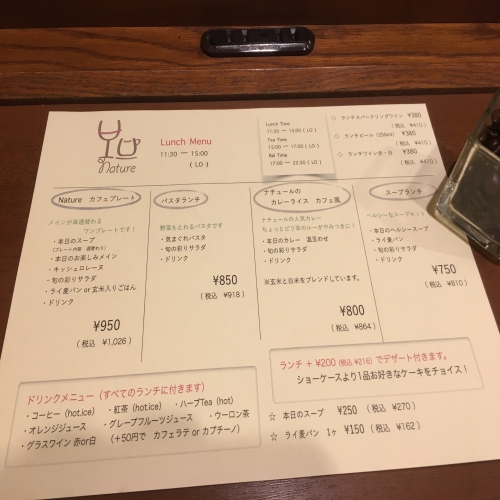 Nature
Lunch Menu
11:30 ー 15:00
( LO )
Lunch Time
11:30 ー 15:00 ( LO )
Tea Time
15:00 ー 17:00 ( LO )
Bal Time
17:00 ー 22:30 ( LO )
◇ ランチスパークリングワイン ¥380
(税込 ¥410)
◇ ランチビール (250ml) ¥380
(税込 ¥410)
◇ ランチワイン赤・白 ¥380
(税込 ¥410)
Nature カフェプレート
メインが毎週替わる
ワンプレートです!
・本日のスープ
・本日のお楽しみメイン
・キッシュロレーヌ
・旬の彩りサラダ
・ライ麦パン or 玄米入りごはん
・ドリンク
¥950
( 税込 ¥1,026 )
パスタランチ
野菜もとれるパスタです
・気まぐれパスタ
・旬の彩りサラダ
・ドリンク
¥850
( 税込 ¥918 )
ナチュールの
カレーライス カフェ風
ナチュールの人気カレー
ちょっとピリ辛のルーがやみつきに!
・本日のカレー 温玉のせ
・旬の彩りサラダ
・ドリンク
※玄米と白米をブレンドしています。
¥800
( 税込 ¥864 )
スープランチ
ヘルシーなスープセット
・本日のヘルシースープ
・ライ麦パン
・旬の彩りサラダ
・ドリンク
¥750
( 税込 ¥810 )
ドリンクメニュー (すべてのランチに付きます)
・コーヒー (hot.ice) ・紅茶 (hot.ice) ・ハーブTea (hot)
・オレンジジュース ・グレープフルーツジュース ・ウーロン茶
・グラスワイン 赤or白 (+50円で カフェラテ or カプチーノ)
ランチ + ¥200 (税込 ¥216) でデザート付きます。
ショーケースより1品お好きなケーキをチョイス!
☆ 本日のスープ ¥250 ( 税込 ¥270 )
☆ ライ麦パン 1ヶ ¥150 ( 税込 ¥162 )